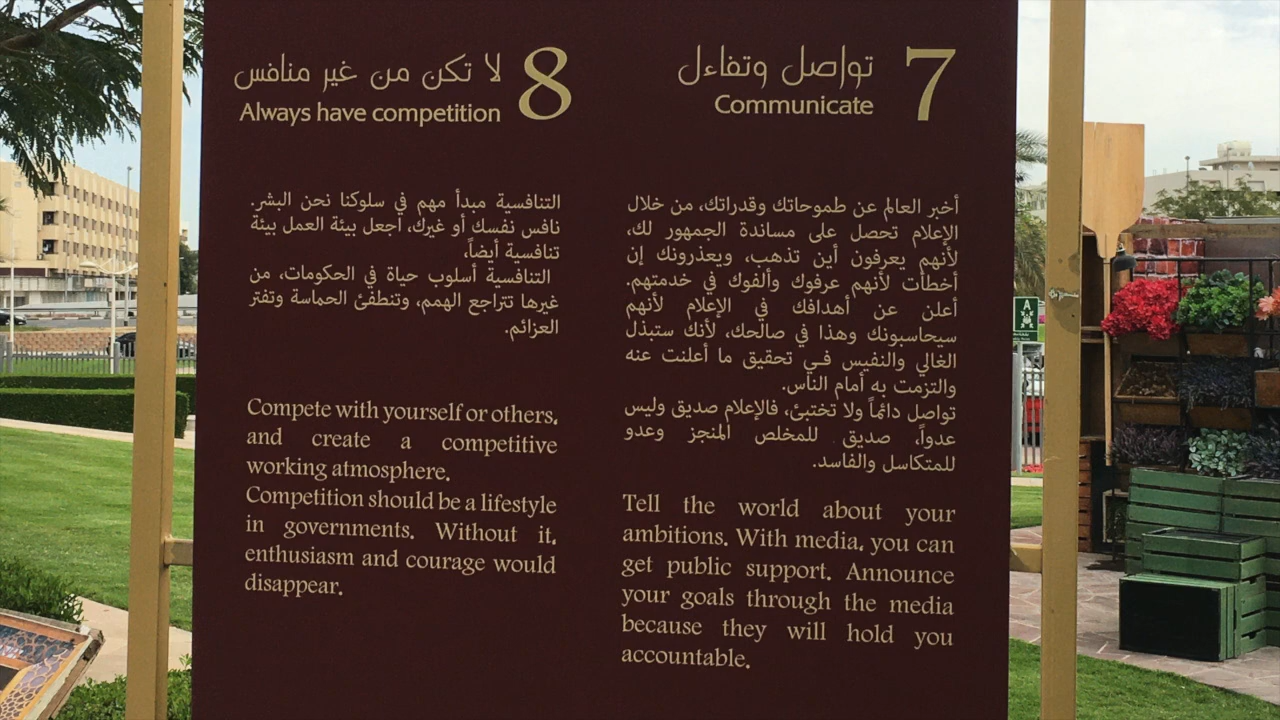 7
تواصل وتفاءل
Communicate
أخبر العالم عن طموحاتك وقدراتك، من خلال
الإعلام تحصل على مساندة الجمهور لك،
لأنهم يعرفون أين تذهب، ويعذرونك إن
أخطأت لأنهم عرفوك وألفوك في خدمتهم.
أعلن عن أهدافك في الإعلام لأنهم
سيحاسبونك وهذا في صالحك، لأنك ستبذل
الغالي والنفيس في تحقيق ما أعلنت عنه
والتزمت به أمام الناس.
تواصل دائماً ولا تختبئ، فالإعلام صديق وليس
عدواً، صديق للمخلص المنجز وعدو
للمتكاسل والفاسد.
Tell the world about your
ambitions. With media, you can
get public support. Announce
your goals through the media
because they will hold you
accountable.
8
لا تكن من غير منافس
Always have competition
التنافسية مبدأ مهم في سلوكنا نحن البشر.
نافس نفسك أو غيرك، اجعل بيئة العمل بيئة
تنافسية أيضاً،
التنافسية أسلوب حياة في الحكومات، من
غيرها تتراجع الهمم، وتنطفئ الحماسة وتفتر
العزائم.
Compete with yourself or others,
and create a competitive
working atmosphere.
Competition should be a lifestyle
in governments. Without it,
enthusiasm and courage would
disappear.
A